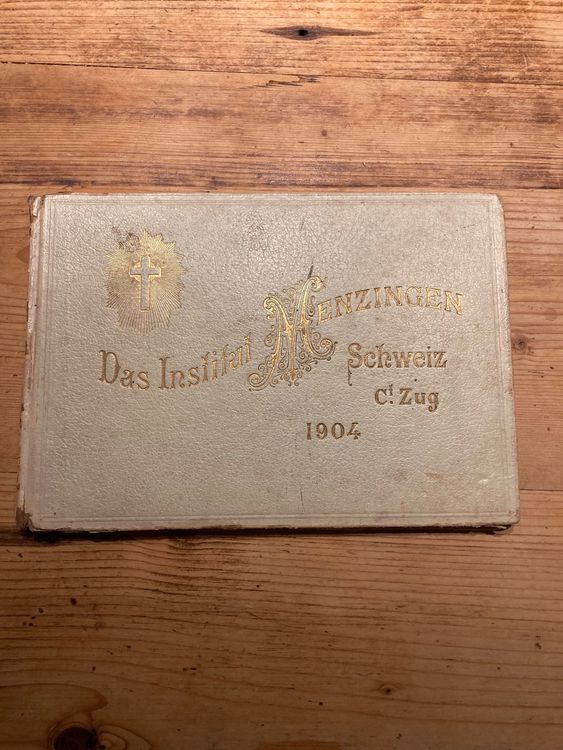 Das Institut MENZINGEN
Schweiz
Ct. Zug
1904